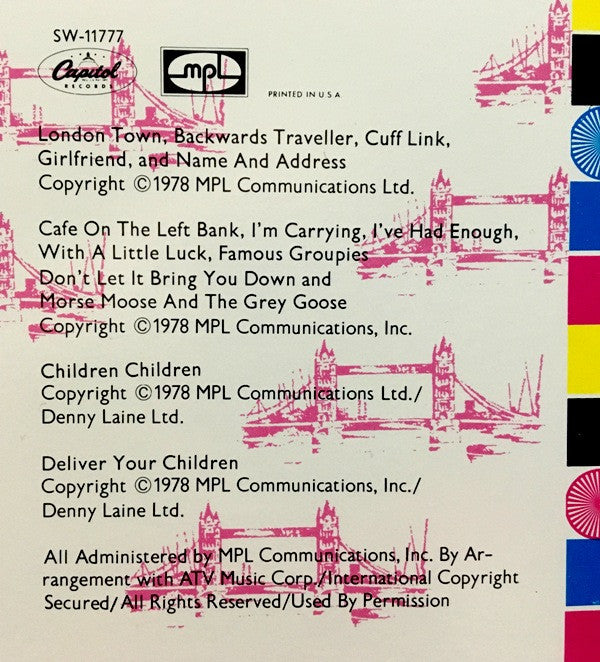 SW-11777
Capitol
RECORDS
mpl
PRINTED IN U.S.A
London Town, Backwards Traveller, Cuff Link,
Girlfriend, and Name And Address
Copyright ©1978 MPL Communications Ltd.
Cafe On The Left Bank, I'm Carrying, I've Had Enough,
With A Little Luck, Famous Groupies
Don't Let It Bring You Down and
Morse Moose And The Grey Goose
Copyright ©1978 MPL Communications, Inc.
Children Children
Copyright ©1978 MPL Communications Ltd./
Denny Laine Ltd.
Deliver Your Children
Copyright ©1978 MPL Communications, Inc./
Denny Laine Ltd.
All Administered by MPL Communications, Inc. By Ar-
rangement with ATV Music Corp./International Copyright
Secured/All Rights Reserved/Used By Permission